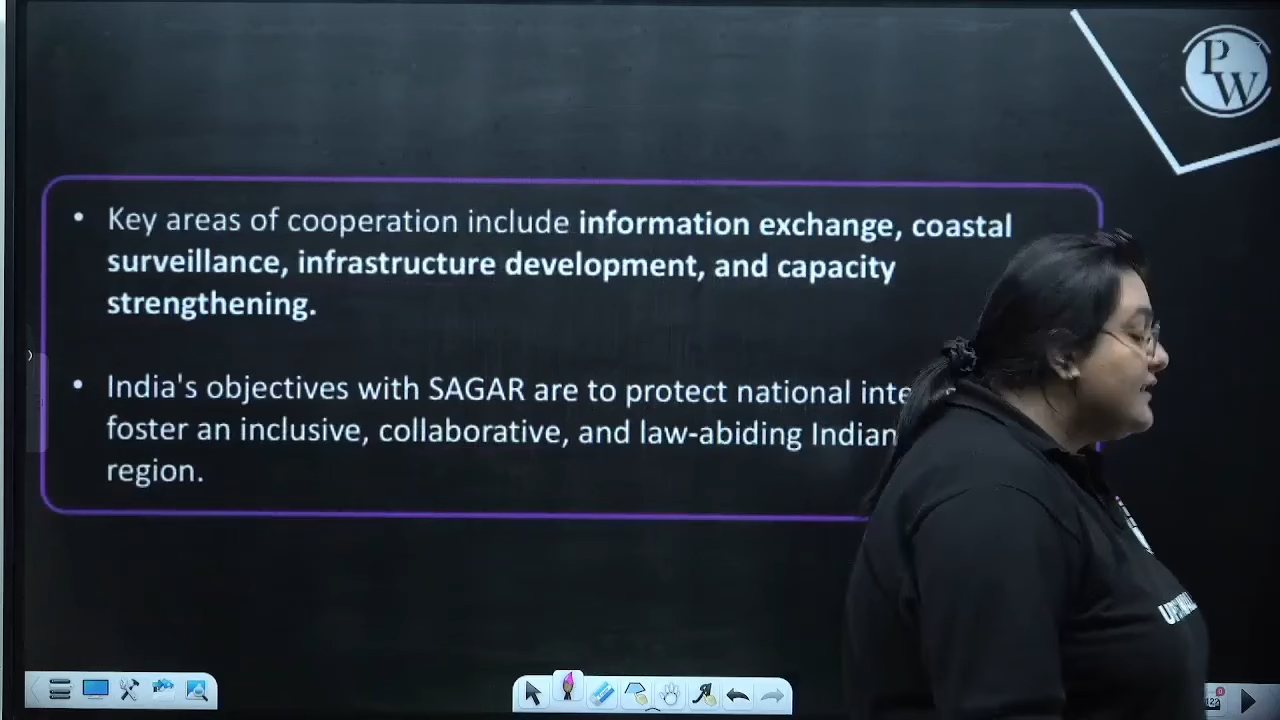 PW
• Key areas of cooperation include information exchange, coastal
surveillance, infrastructure development, and capacity
strengthening.
• India's objectives with SAGAR are to protect national
foster an inclusive, collaborative, and law-abiding Indian
region.